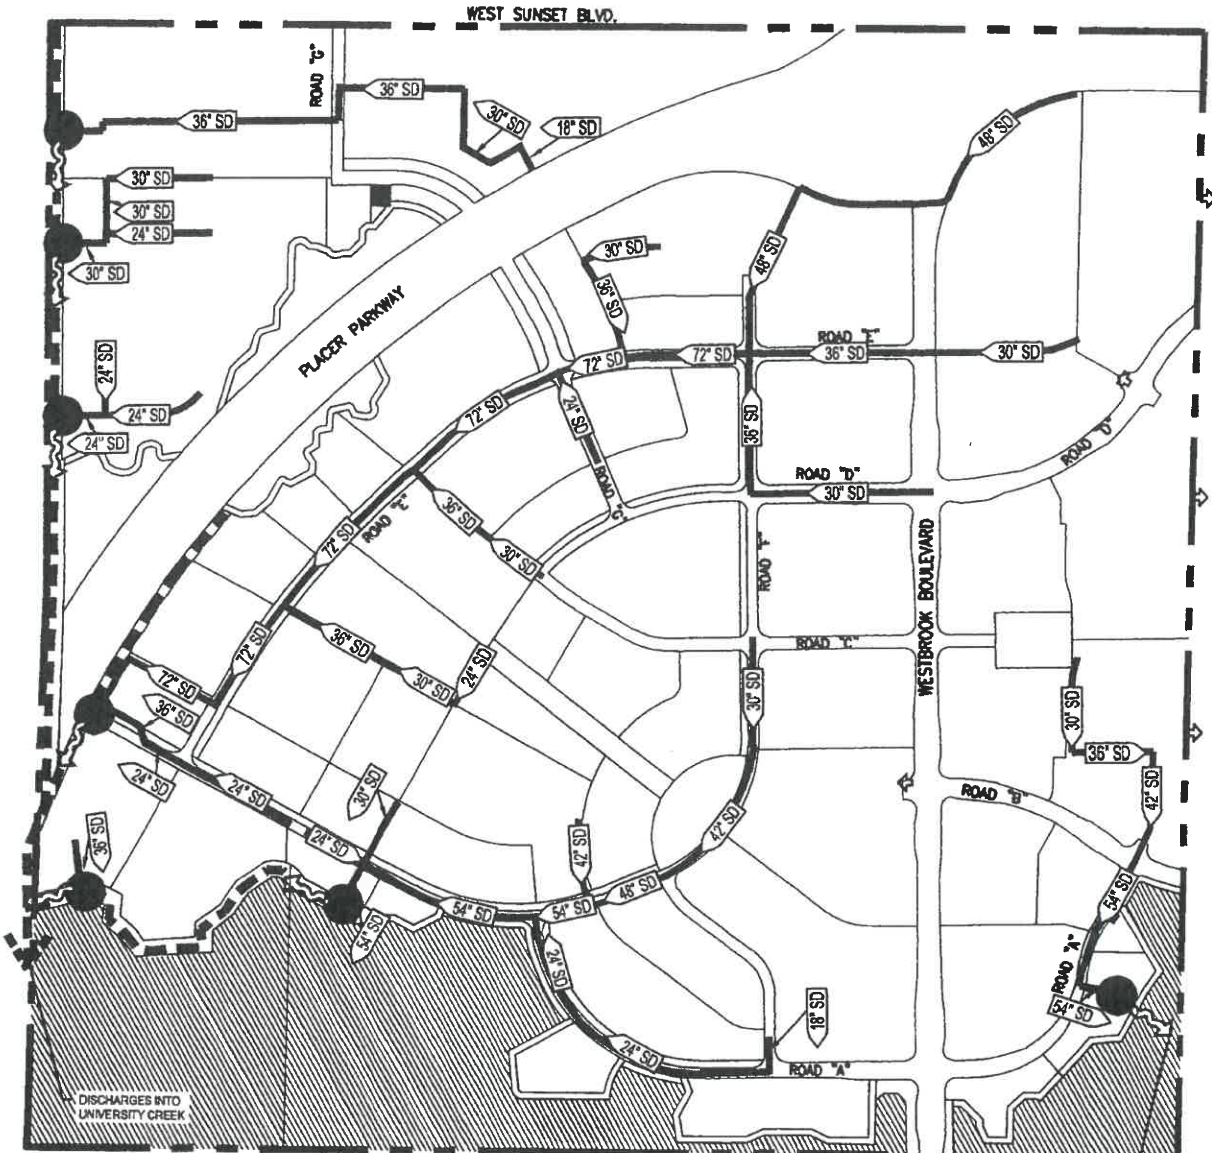 WEST SUNSET BLVD.
ROAD "G"
36" SD
36" SD
30" SD
18" SD
48" SD
30" SD
30" SD
24" SD
30" SD
30" SD
48" SD
36" SD
PLACER PARKWAY
ROAD "E"
72" SD
72" SD
36" SD
30" SD
24" SD
24" SD
24" SD
72" SD
24" SD
36" SD
ROAD "D"
ROAD "D"
30" SD
ROAD "G"
36" SD
ROAD "E"
72" SD
30" SD
ROAD "F"
WESTBROOK BOULEVARD
ROAD "C"
36" SD
72" SD
30" SD
24" SD
72" SD
36" SD
30" SD
30" SD
36" SD
42" SD
24" SD
24" SD
30" SD
ROAD "B"
42" SD
36" SD
24" SD
42" SD
48" SD
54" SD
54" SD
54" SD
54" SD
24" SD
ROAD "A"
54" SD
18" SD
24" SD
ROAD "A"
DISCHARGES INTO
UNIVERSITY CREEK